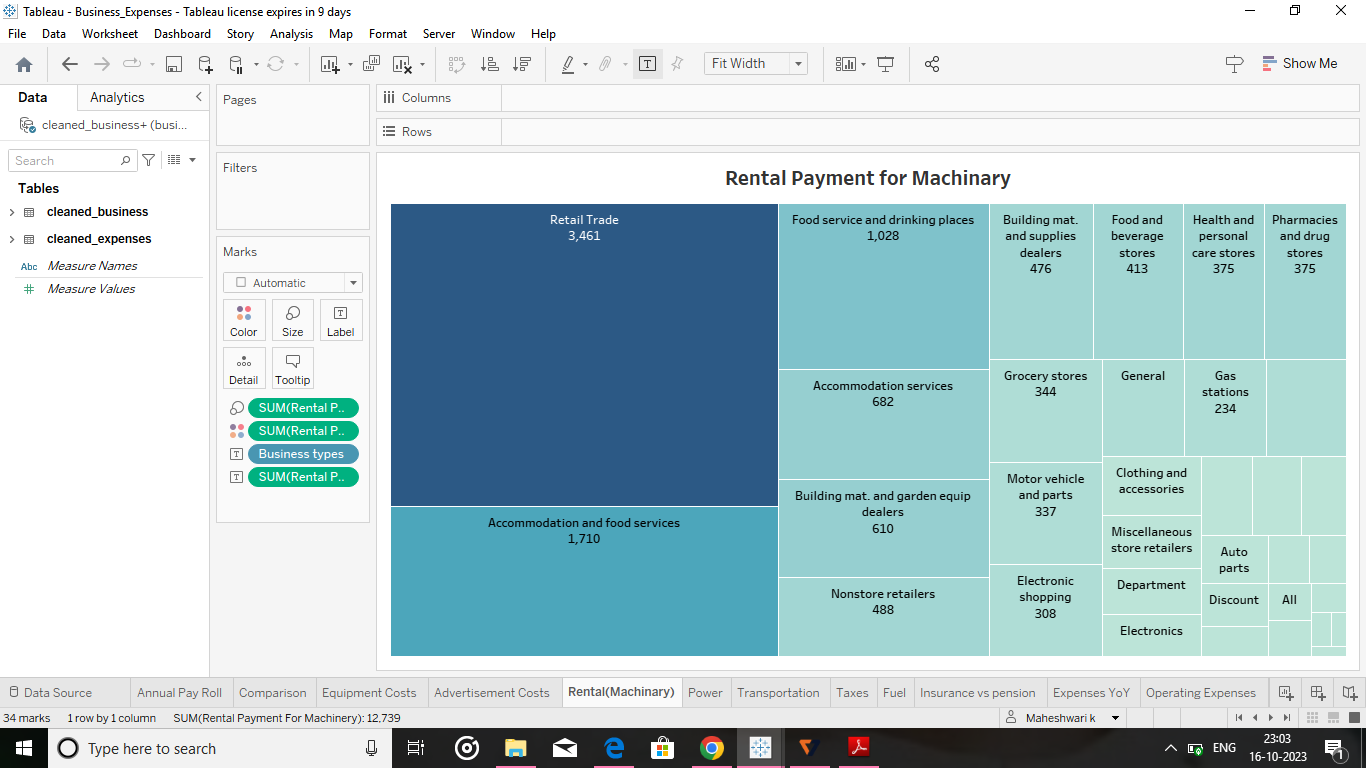 Tableau - Business_Expenses - Tableau license expires in 9 days
File Data Worksheet Dashboard Story Analysis Map Format Server Window Help
Fit Width
Show Me
Data Analytics
cleaned_business+ (busi...
Search
Tables
cleaned_business
cleaned_expenses
Abc Measure Names
Measure Values
Pages
Filters
Marks
Automatic
Color Size Label
Detail Tooltip
SUM(Rental P..
SUM(Rental P..
Business types
SUM(Rental P..
Columns
Rows
Rental Payment for Machinary
Retail Trade
3,461
Accommodation and food services
1,710
Food service and drinking places
1,028
Accommodation services
682
Building mat. and garden equip
dealers
610
Nonstore retailers
488
Building mat.
and supplies
dealers
476
Food and
beverage
stores
413
Health and
personal
care stores
375
Pharmacies
and drug
stores
375
Grocery stores
344
Motor vehicle
and parts
337
Electronic
shopping
308
General
Gas
stations
234
Clothing and
accessories
Miscellaneous
store retailers
Department
Electronics
Auto
parts
Discount
All
Data Source Annual Pay Roll Comparison Equipment Costs Advertisement Costs Rental(Machinary) Power Transportation Taxes Fuel Insurance vs pension Expenses YoY Operating Expenses
34 marks 1 row by 1 column SUM(Rental Payment For Machinery): 12,739
Maheshwari k
Type here to search
ENG
23:03
16-10-2023
1